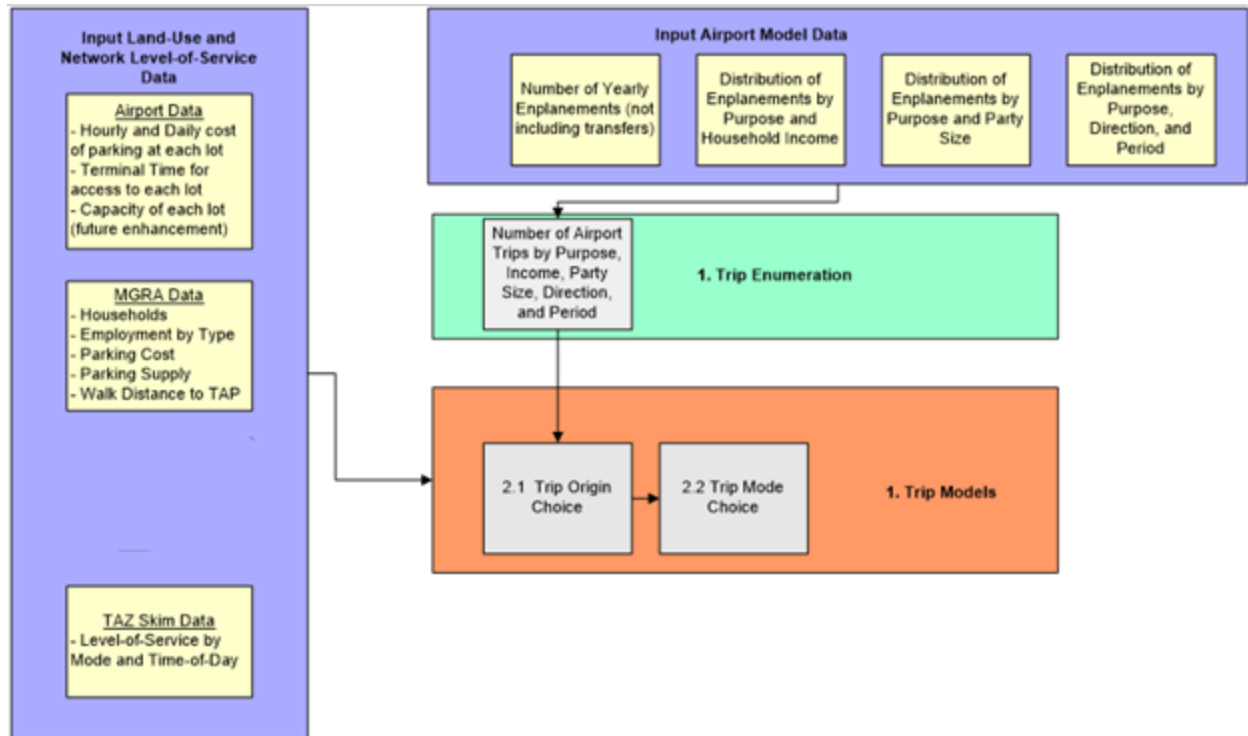 Input Land-Use and
Network Level-of-Service
Data
Airport Data
- Hourly and Daily cost
of parking at each lot
- Terminal Time for
access to each lot
- Capacity of each lot
(future enhancement)
MGRA Data
- Households
- Employment by Type
- Parking Cost
- Parking Supply
- Walk Distance to TAP
TAZ Skim Data
- Level-of-Service by
Mode and Time-of-Day
Input Airport Model Data
Number of Yearly
Enplanements (not
including transfers)
Distribution of
Enplanements by
Purpose and
Household Income
Distribution of
Enplanements by
Purpose and Party
Size
Distribution of
Enplanements by
Purpose,
Direction, and
Period
Number of Airport
Trips by Purpose,
Income, Party
Size, Direction,
and Period
1. Trip Enumeration
2.1 Trip Origin
Choice
2.2 Trip Mode
Choice
1. Trip Models